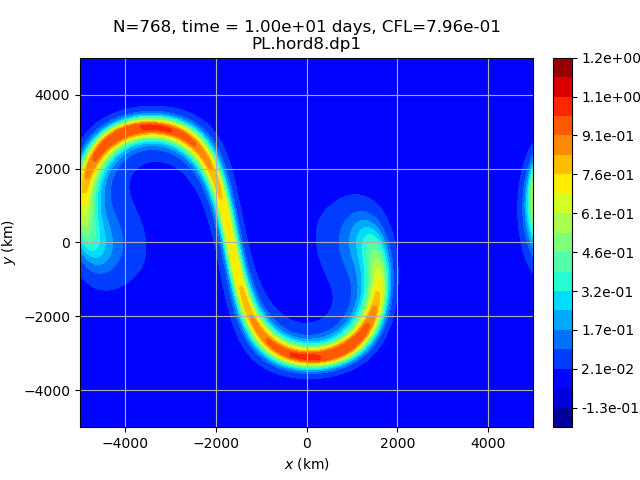 N=768, time = 1.00e+01 days, CFL=7.96e-01
PL.hord8.dp1
1.2e+00
1.1e+00
9.1e-01
7.6e-01
6.1e-01
4.6e-01
3.2e-01
1.7e-01
2.1e-02
-1.3e-01
4000
2000
0
−2000
−4000
y (km)
−4000 −2000 0 2000 4000
x (km)